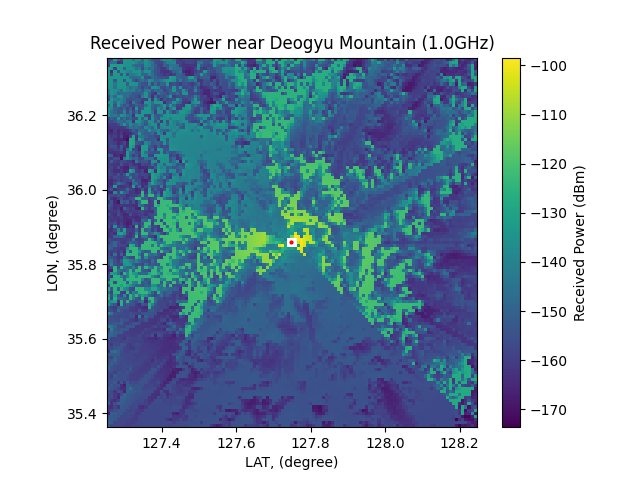 Received Power near Deogyu Mountain (1.0GHz)
36.2
36.0
35.8
35.6
35.4
LON, (degree)
127.4 127.6 127.8 128.0 128.2
LAT, (degree)
−100
−110
−120
−130
−140
−150
−160
−170
Received Power (dBm)